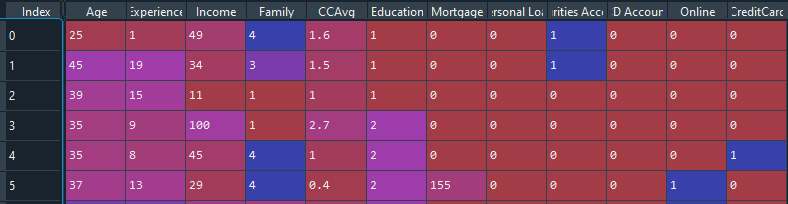 Index Age Experience Income Family CCAvg Education Mortgage ersonal Loa rities Acco D Accoun Online CreditCard
0 25 1 49 4 1.6 1 0 0 1 0 0 0
1 45 19 34 3 1.5 1 0 0 1 0 0 0
2 39 15 11 1 1 1 0 0 0 0 0 0
3 35 9 100 1 2.7 2 0 0 0 0 0 0
4 35 8 45 4 1 2 0 0 0 0 0 1
5 37 13 29 4 0.4 2 155 0 0 0 1 0